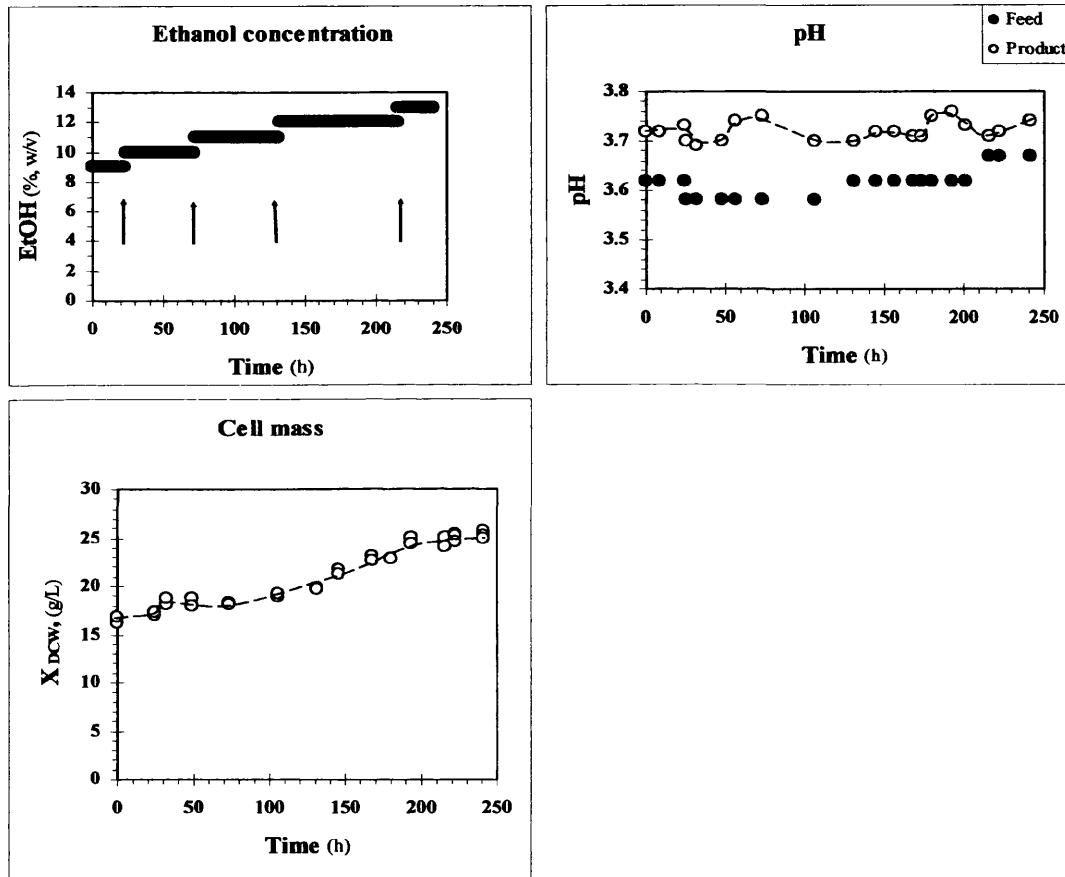 Ethanol concentration
EtOH (%, w/v)
14
12
10
8
6
4
2
0
0 50 100 150 200 250
Time (h)
pH
Feed
Product
pH
3.8
3.7
3.6
3.5
3.4
0 50 100 150 200 250
Time (h)
Cell mass
X DCW, (g/L)
30
25
20
15
10
5
0
0 50 100 150 200 250
Time (h)